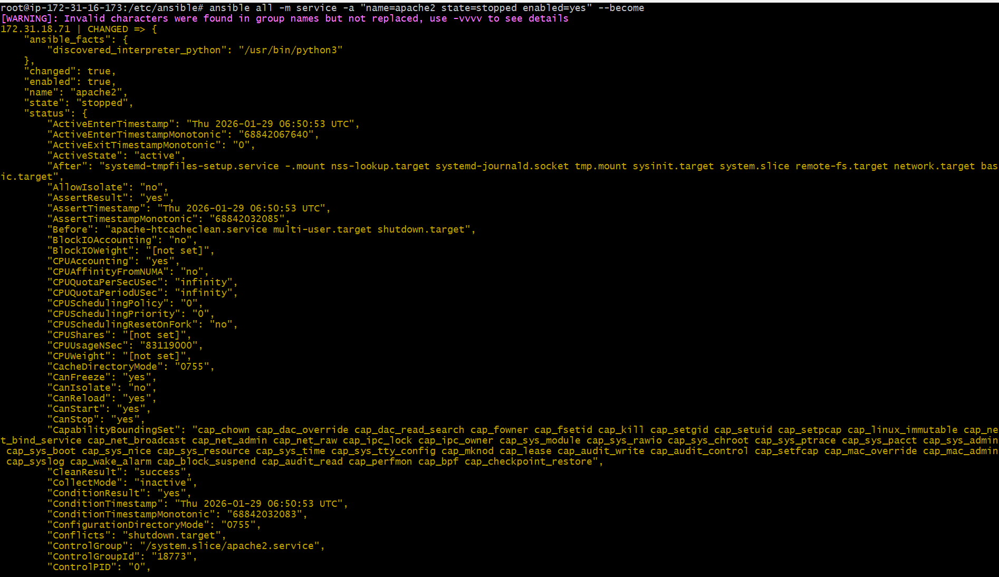 root@ip-172-31-16-173:/etc/ansible# ansible all -m service -a "name=apache2 state=stopped enabled=yes" --become
[WARNING]: Invalid characters were found in group names but not replaced, use -vvvv to see details
172.31.18.71 | CHANGED => {
    "ansible_facts": {
        "discovered_interpreter_python": "/usr/bin/python3"
    },
    "changed": true,
    "enabled": true,
    "name": "apache2",
    "state": "stopped",
    "status": {
        "ActiveEnterTimestamp": "Thu 2026-01-29 06:50:53 UTC",
        "ActiveEnterTimestampMonotonic": "68842067640",
        "ActiveExitTimestampMonotonic": "0",
        "ActiveState": "active",
        "After": "systemd-tmpfiles-setup.service -.mount nss-lookup.target systemd-journald.socket tmp.mount sysinit.target system.slice remote-fs.target network.target bas
ic.target",
        "AllowIsolate": "no",
        "AssertResult": "yes",
        "AssertTimestamp": "Thu 2026-01-29 06:50:53 UTC",
        "AssertTimestampMonotonic": "68842032085",
        "Before": "apache-htcacheclean.service multi-user.target shutdown.target",
        "BlockIOAccounting": "no",
        "BlockIOWeight": "[not set]",
        "CPUAccounting": "yes",
        "CPUAffinityFromNUMA": "no",
        "CPUQuotaPerSecUSec": "infinity",
        "CPUQuotaPeriodUSec": "infinity",
        "CPUSchedulingPolicy": "0",
        "CPUSchedulingPriority": "0",
        "CPUSchedulingResetOnFork": "no",
        "CPUShares": "[not set]",
        "CPUUsageNSec": "83119000",
        "CPUWeight": "[not set]",
        "CacheDirectoryMode": "0755",
        "CanFreeze": "yes",
        "CanIsolate": "no",
        "CanReload": "yes",
        "CanStart": "yes",
        "CanStop": "yes",
        "CapabilityBoundingSet": "cap_chown cap_dac_override cap_dac_read_search cap_fowner cap_fsetid cap_kill cap_setgid cap_setuid cap_setpcap cap_linux_immutable cap_ne
t_bind_service cap_net_broadcast cap_net_admin cap_net_raw cap_ipc_lock cap_ipc_owner cap_sys_module cap_sys_rawio cap_sys_chroot cap_sys_ptrace cap_sys_pacct cap_sys_admin
 cap_sys_boot cap_sys_nice cap_sys_resource cap_sys_time cap_sys_tty_config cap_mknod cap_lease cap_audit_write cap_audit_control cap_setfcap cap_mac_override cap_mac_admin
 cap_syslog cap_wake_alarm cap_block_suspend cap_audit_read cap_perfmon cap_bpf cap_checkpoint_restore",
        "CleanResult": "success",
        "CollectMode": "inactive",
        "ConditionResult": "yes",
        "ConditionTimestamp": "Thu 2026-01-29 06:50:53 UTC",
        "ConditionTimestampMonotonic": "68842032083",
        "ConfigurationDirectoryMode": "0755",
        "Conflicts": "shutdown.target",
        "ControlGroup": "/system.slice/apache2.service",
        "ControlGroupId": "18773",
        "ControlPID": "0",